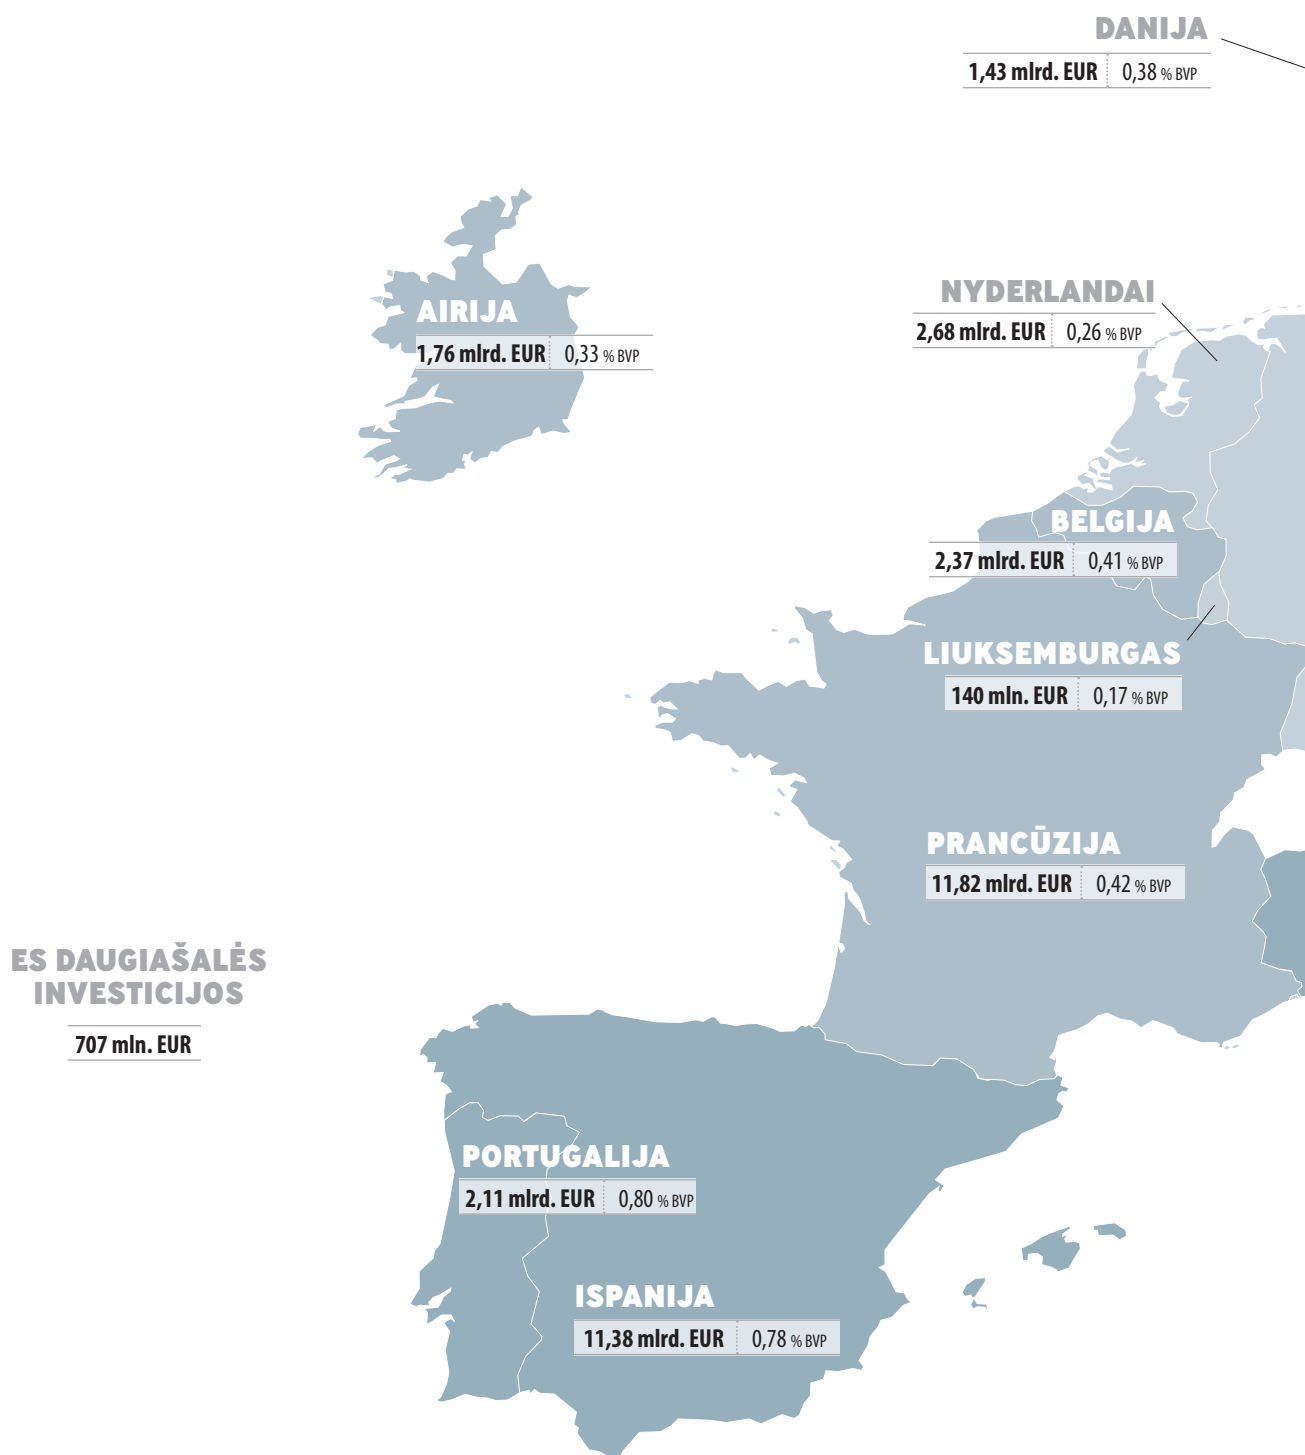 DANIJA
1,43 mlrd. EUR 0,38 % BVP
AIRIJA
1,76 mlrd. EUR 0,33 % BVP
NYDERLANDAI
2,68 mlrd. EUR 0,26 % BVP
BELGIJA
2,37 mlrd. EUR 0,41 % BVP
LIUKSEMBURGAS
140 mln. EUR 0,17 % BVP
PRANCŪZIJA
11,82 mlrd. EUR 0,42 % BVP
ES DAUGIAŠALĖS
INVESTICIJOS
707 mln. EUR
PORTUGALIJA
2,11 mlrd. EUR 0,80 % BVP
ISPANIJA
11,38 mlrd. EUR 0,78 % BVP